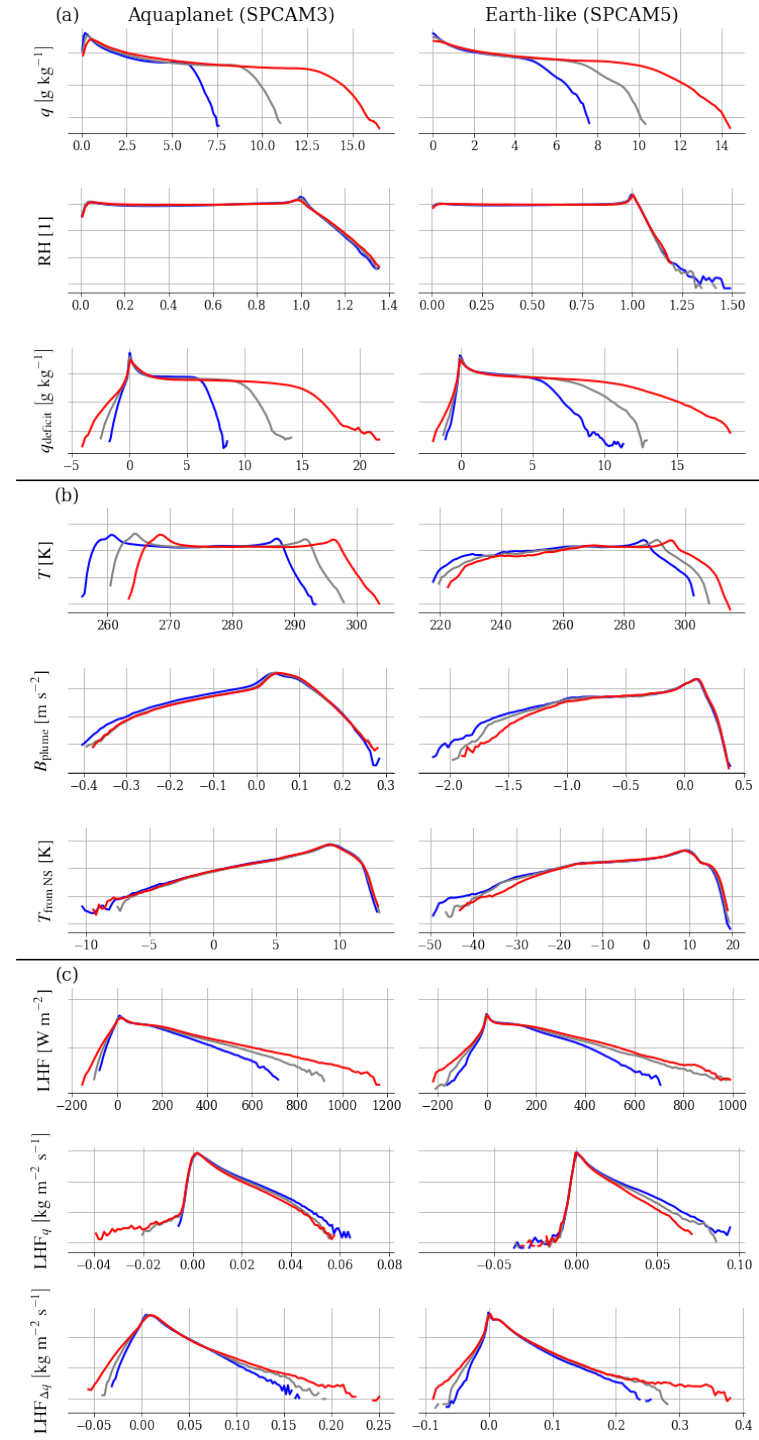 (a) Aquaplanet (SPCAM3) Earth-like (SPCAM5)
q [g kg⁻¹]
0.0 2.5 5.0 7.5 10.0 12.5 15.0 0 2 4 6 8 10 12 14
RH [1]
0.0 0.2 0.4 0.6 0.8 1.0 1.2 1.4 0.00 0.25 0.50 0.75 1.00 1.25 1.50
q_deficit [g kg⁻¹]
−5 0 5 10 15 20 0 5 10 15
(b)
T [K]
260 270 280 290 300 220 240 260 280 300
B_plume [m s⁻²]
−0.4 −0.3 −0.2 −0.1 0.0 0.1 0.2 0.3 −2.0 −1.5 −1.0 −0.5 0.0 0.5
T_from NS [K]
−10 −5 0 5 10 −50 −40 −30 −20 −10 0 10 20
(c)
LHF [W m⁻²]
−200 0 200 400 600 800 1000 1200 −200 0 200 400 600 800 1000
LHF_q [kg m⁻² s⁻¹]
−0.04 −0.02 0.00 0.02 0.04 0.06 0.08 −0.05 0.00 0.05 0.10
LHF_Δq [kg m⁻² s⁻¹]
−0.05 0.00 0.05 0.10 0.15 0.20 0.25 −0.1 0.0 0.1 0.2 0.3 0.4